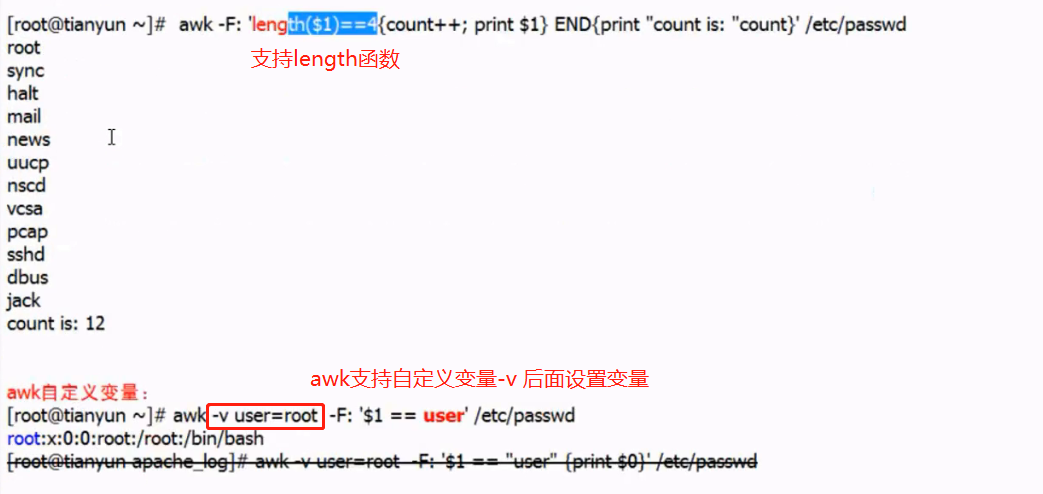 [root@tianyun ~]# awk -F: 'length($1)==4{count++; print $1} END{print "count is: "count}' /etc/passwd
root
支持length函数
sync
halt
mail
news
uucp
nscd
vcsa
pcap
sshd
dbus
jack
count is: 12
awk支持自定义变量-v 后面设置变量
awk自定义变量：
[root@tianyun ~]# awk -v user=root -F: '$1 == user' /etc/passwd
root:x:0:0:root:/root:/bin/bash
[root@tianyun apache_log]# awk -v user=root -F: '$1 == "user" {print $0}' /etc/passwd